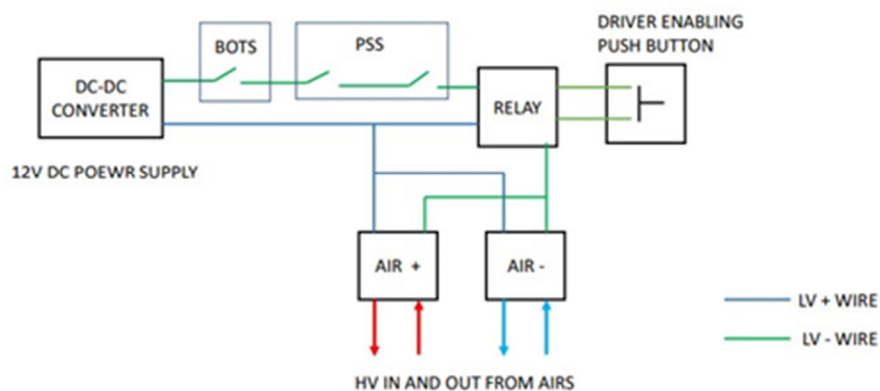 DRIVER ENABLING
PUSH BUTTON
BOTS
PSS
DC-DC
CONVERTER
RELAY
12V DC POEWR SUPPLY
AIR +
AIR -
LV + WIRE
LV - WIRE
HV IN AND OUT FROM AIRS